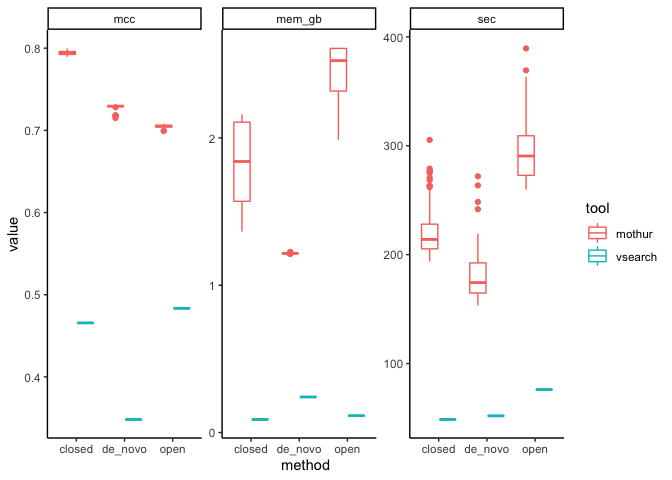 mcc
mem_gb
sec
value
0.8
0.7
0.6
0.5
0.4
2
1
0
400
300
200
100
closed
de_novo
open
closed
de_novo
open
closed
de_novo
open
method
tool
mothur
vsearch